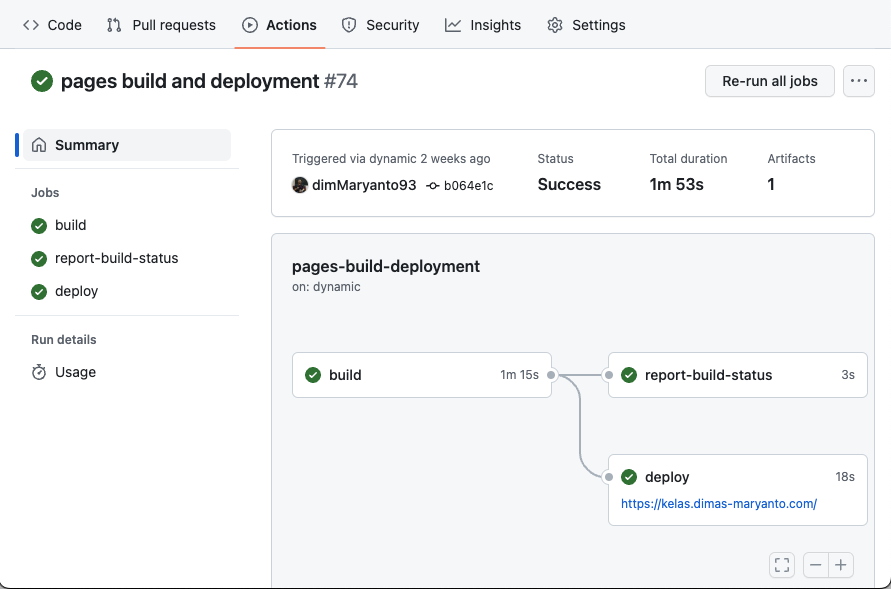 Code Pull requests Actions Security Insights Settings
pages build and deployment #74
Re-run all jobs
Summary
Jobs
build
report-build-status
deploy
Run details
Usage
Triggered via dynamic 2 weeks ago
dimMaryanto93 b064e1c
Status
Success
Total duration
1m 53s
Artifacts
1
pages-build-deployment
on: dynamic
build 1m 15s
report-build-status 3s
deploy 18s
https://kelas.dimas-maryanto.com/